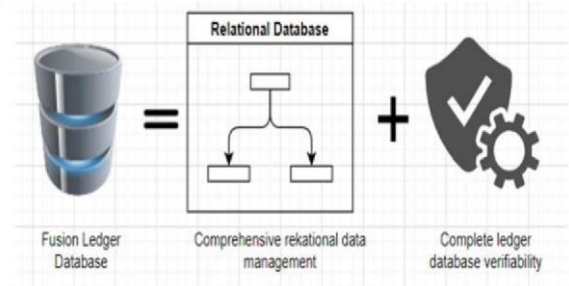 Relational Database
Fusion Ledger
Database
Comprehensive rekational data
management
Complete ledger
database verifiability